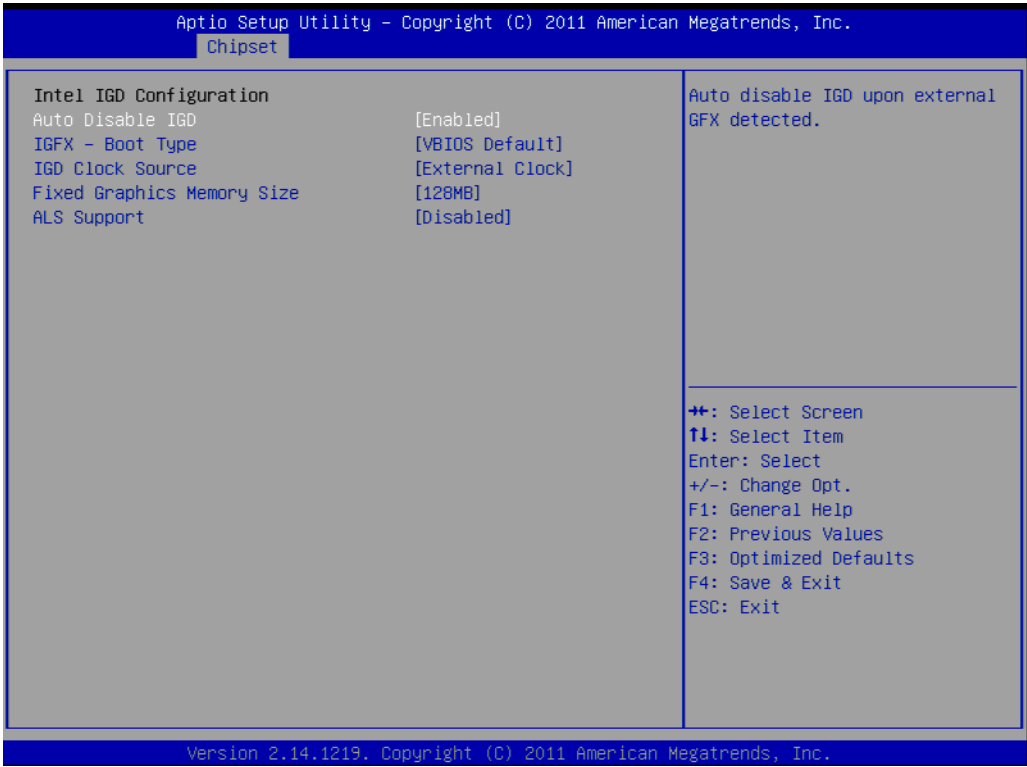 Aptio Setup Utility – Copyright (C) 2011 American Megatrends, Inc.
Chipset
Intel IGD Configuration
Auto Disable IGD [Enabled]
IGFX – Boot Type [VBIOS Default]
IGD Clock Source [External Clock]
Fixed Graphics Memory Size [128MB]
ALS Support [Disabled]
Auto disable IGD upon external
GFX detected.
→←: Select Screen
↑↓: Select Item
Enter: Select
+/-: Change Opt.
F1: General Help
F2: Previous Values
F3: Optimized Defaults
F4: Save & Exit
ESC: Exit
Version 2.14.1219. Copyright (C) 2011 American Megatrends, Inc.